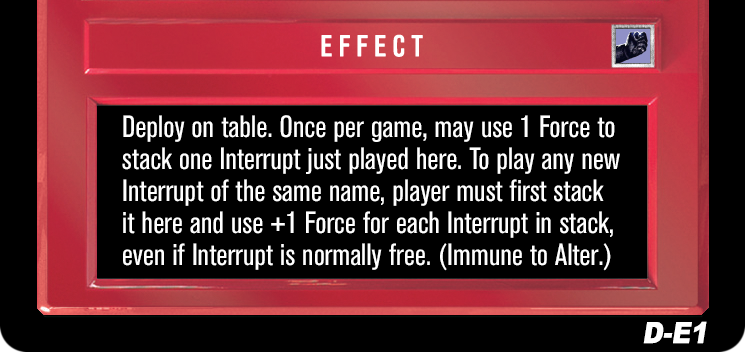 EFFECT
Deploy on table. Once per game, may use 1 Force to
stack one Interrupt just played here. To play any new
Interrupt of the same name, player must first stack
it here and use +1 Force for each Interrupt in stack,
even if Interrupt is normally free. (Immune to Alter.)
D-E1